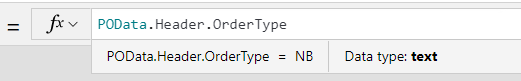 = fx POData.Header.OrderType
POData.Header.OrderType = NB Data type: text